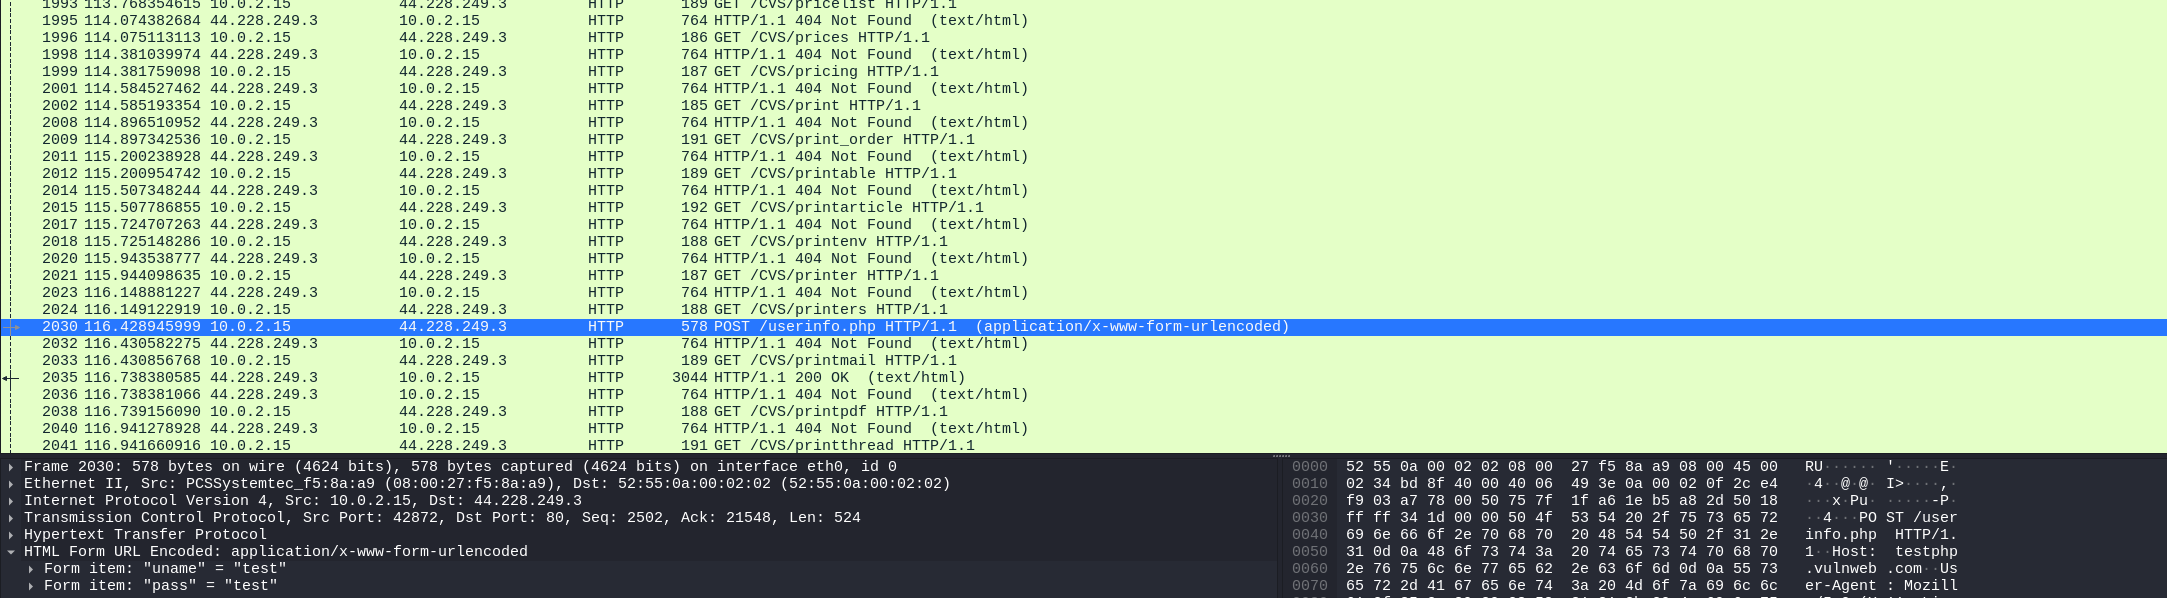 1993 113.768354615 10.0.2.15 44.228.249.3 HTTP 189 GET /CVS/pricelist HTTP/1.1
1995 114.074382684 44.228.249.3 10.0.2.15 HTTP 764 HTTP/1.1 404 Not Found (text/html)
1996 114.075113113 10.0.2.15 44.228.249.3 HTTP 186 GET /CVS/prices HTTP/1.1
1998 114.381039974 44.228.249.3 10.0.2.15 HTTP 764 HTTP/1.1 404 Not Found (text/html)
1999 114.381759098 10.0.2.15 44.228.249.3 HTTP 187 GET /CVS/pricing HTTP/1.1
2001 114.584527462 44.228.249.3 10.0.2.15 HTTP 764 HTTP/1.1 404 Not Found (text/html)
2002 114.585193354 10.0.2.15 44.228.249.3 HTTP 185 GET /CVS/print HTTP/1.1
2008 114.896510952 44.228.249.3 10.0.2.15 HTTP 764 HTTP/1.1 404 Not Found (text/html)
2009 114.897342536 10.0.2.15 44.228.249.3 HTTP 191 GET /CVS/print_order HTTP/1.1
2011 115.200238928 44.228.249.3 10.0.2.15 HTTP 764 HTTP/1.1 404 Not Found (text/html)
2012 115.200954742 10.0.2.15 44.228.249.3 HTTP 189 GET /CVS/printable HTTP/1.1
2014 115.507348244 44.228.249.3 10.0.2.15 HTTP 764 HTTP/1.1 404 Not Found (text/html)
2015 115.507786855 10.0.2.15 44.228.249.3 HTTP 192 GET /CVS/printarticle HTTP/1.1
2017 115.724707263 44.228.249.3 10.0.2.15 HTTP 764 HTTP/1.1 404 Not Found (text/html)
2018 115.725148286 10.0.2.15 44.228.249.3 HTTP 188 GET /CVS/printenv HTTP/1.1
2020 115.943538777 44.228.249.3 10.0.2.15 HTTP 764 HTTP/1.1 404 Not Found (text/html)
2021 115.944098635 10.0.2.15 44.228.249.3 HTTP 187 GET /CVS/printer HTTP/1.1
2023 116.148881227 44.228.249.3 10.0.2.15 HTTP 764 HTTP/1.1 404 Not Found (text/html)
2024 116.149122919 10.0.2.15 44.228.249.3 HTTP 188 GET /CVS/printers HTTP/1.1
2030 116.428945999 10.0.2.15 44.228.249.3 HTTP 578 POST /userinfo.php HTTP/1.1 (application/x-www-form-urlencoded)
2032 116.430582275 44.228.249.3 10.0.2.15 HTTP 764 HTTP/1.1 404 Not Found (text/html)
2033 116.430856768 10.0.2.15 44.228.249.3 HTTP 189 GET /CVS/printmail HTTP/1.1
2035 116.738380585 44.228.249.3 10.0.2.15 HTTP 3044 HTTP/1.1 200 OK (text/html)
2036 116.738381066 44.228.249.3 10.0.2.15 HTTP 764 HTTP/1.1 404 Not Found (text/html)
2038 116.739156090 10.0.2.15 44.228.249.3 HTTP 188 GET /CVS/printpdf HTTP/1.1
2040 116.941278928 44.228.249.3 10.0.2.15 HTTP 764 HTTP/1.1 404 Not Found (text/html)
2041 116.941660916 10.0.2.15 44.228.249.3 HTTP 191 GET /CVS/printthread HTTP/1.1
Frame 2030: 578 bytes on wire (4624 bits), 578 bytes captured (4624 bits) on interface eth0, id 0
Ethernet II, Src: PCSSystemtec_f5:8a:a9 (08:00:27:f5:8a:a9), Dst: 52:55:0a:00:02:02 (52:55:0a:00:02:02)
Internet Protocol Version 4, Src: 10.0.2.15, Dst: 44.228.249.3
Transmission Control Protocol, Src Port: 42872, Dst Port: 80, Seq: 2502, Ack: 21548, Len: 524
Hypertext Transfer Protocol
HTML Form URL Encoded: application/x-www-form-urlencoded
Form item: "uname" = "test"
Form item: "pass" = "test"
0000 52 55 0a 00 02 02 08 00 27 f5 8a a9 08 00 45 00 RU······ '·····E·
0010 02 34 bd 8f 40 00 40 06 49 3e 0a 00 02 0f 2c e4 ·4··@·@· I>····,·
0020 f9 03 a7 78 00 50 75 7f 1f a6 1e b5 a8 2d 50 18 ···x·Pu· ·····-P·
0030 ff ff 34 1d 00 00 50 4f 53 54 20 2f 75 73 65 72 ··4···PO ST /user
0040 69 6e 66 6f 2e 70 68 70 20 48 54 54 50 2f 31 2e info.php HTTP/1.
0050 31 0d 0a 48 6f 73 74 3a 20 74 65 73 74 70 68 70 1··Host: testphp
0060 2e 76 75 6c 6e 77 65 62 2e 63 6f 6d 0d 0a 55 73 .vulnweb .com··Us
0070 65 72 2d 41 67 65 6e 74 3a 20 4d 6f 7a 69 6c 6c er-Agent : Mozill